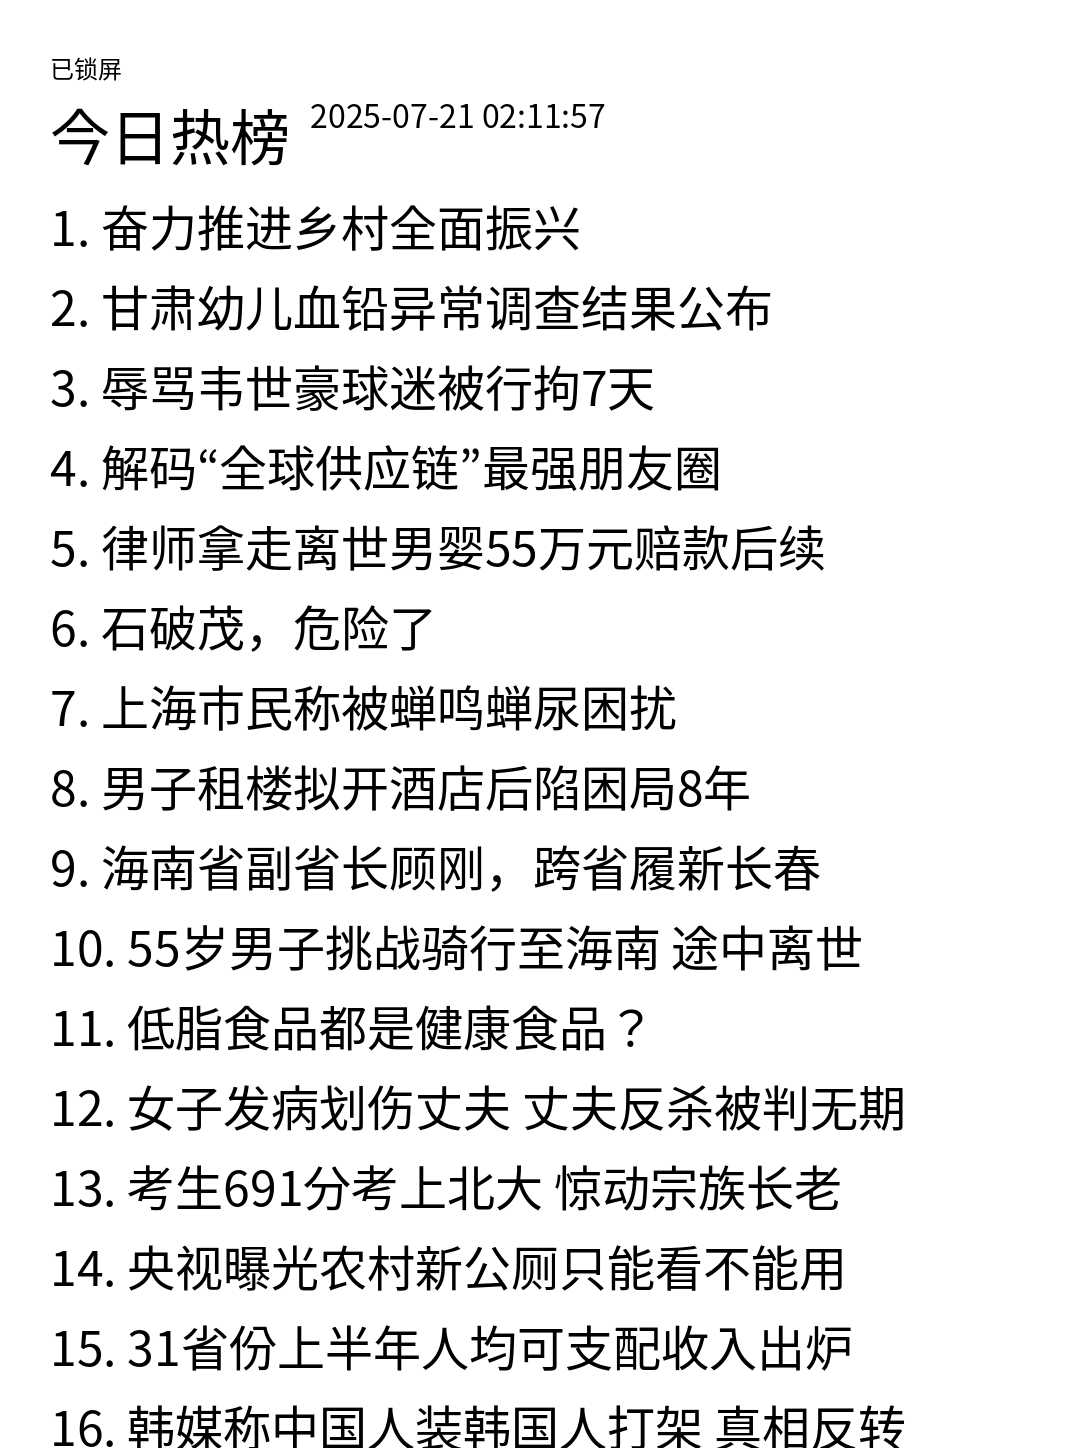 已锁屏
今日热榜 2025-07-21 02:11:57
1. 奋力推进乡村全面振兴
2. 甘肃幼儿血铅异常调查结果公布
3. 辱骂韦世豪球迷被行拘7天
4. 解码“全球供应链”最强朋友圈
5. 律师拿走离世男婴55万元赔款后续
6. 石破茂，危险了
7. 上海市民称被蝉鸣蝉尿困扰
8. 男子租楼拟开酒店后陷困局8年
9. 海南省副省长顾刚，跨省履新长春
10. 55岁男子挑战骑行至海南 途中离世
11. 低脂食品都是健康食品？
12. 女子发病划伤丈夫 丈夫反杀被判无期
13. 考生691分考上北大 惊动宗族长老
14. 央视曝光农村新公厕只能看不能用
15. 31省份上半年人均可支配收入出炉
16. 韩媒称中国人装韩国人打架 真相反转